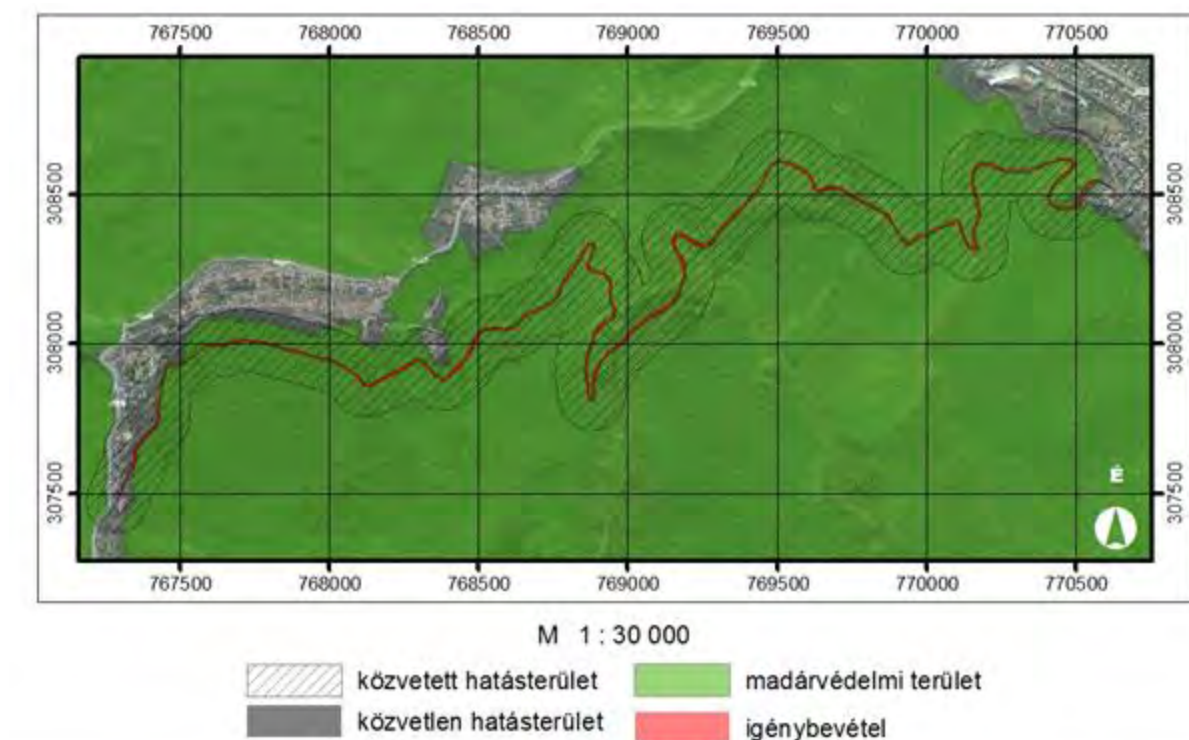 767500 768000 768500 769000 769500 770000 770500
308500 308500
308000 308000
307500 307500
É
767500 768000 768500 769000 769500 770000 770500
M 1 : 30 000
közvetett hatásterület madárvédelmi terület
közvetlen hatásterület igénybevétel